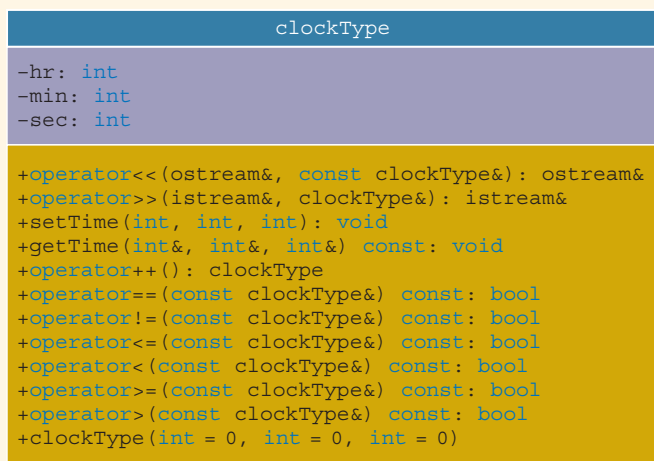 clockType
-hr: int
-min: int
-sec: int
+operator<<(ostream&, const clockType&): ostream&
+operator>>(istream&, clockType&): istream&
+setTime(int, int, int): void
+getTime(int&, int&, int&) const: void
+operator++(): clockType
+operator==(const clockType&) const: bool
+operator!=(const clockType&) const: bool
+operator<=(const clockType&) const: bool
+operator<(const clockType&) const: bool
+operator>=(const clockType&) const: bool
+operator>(const clockType&) const: bool
+clockType(int = 0, int = 0, int = 0)